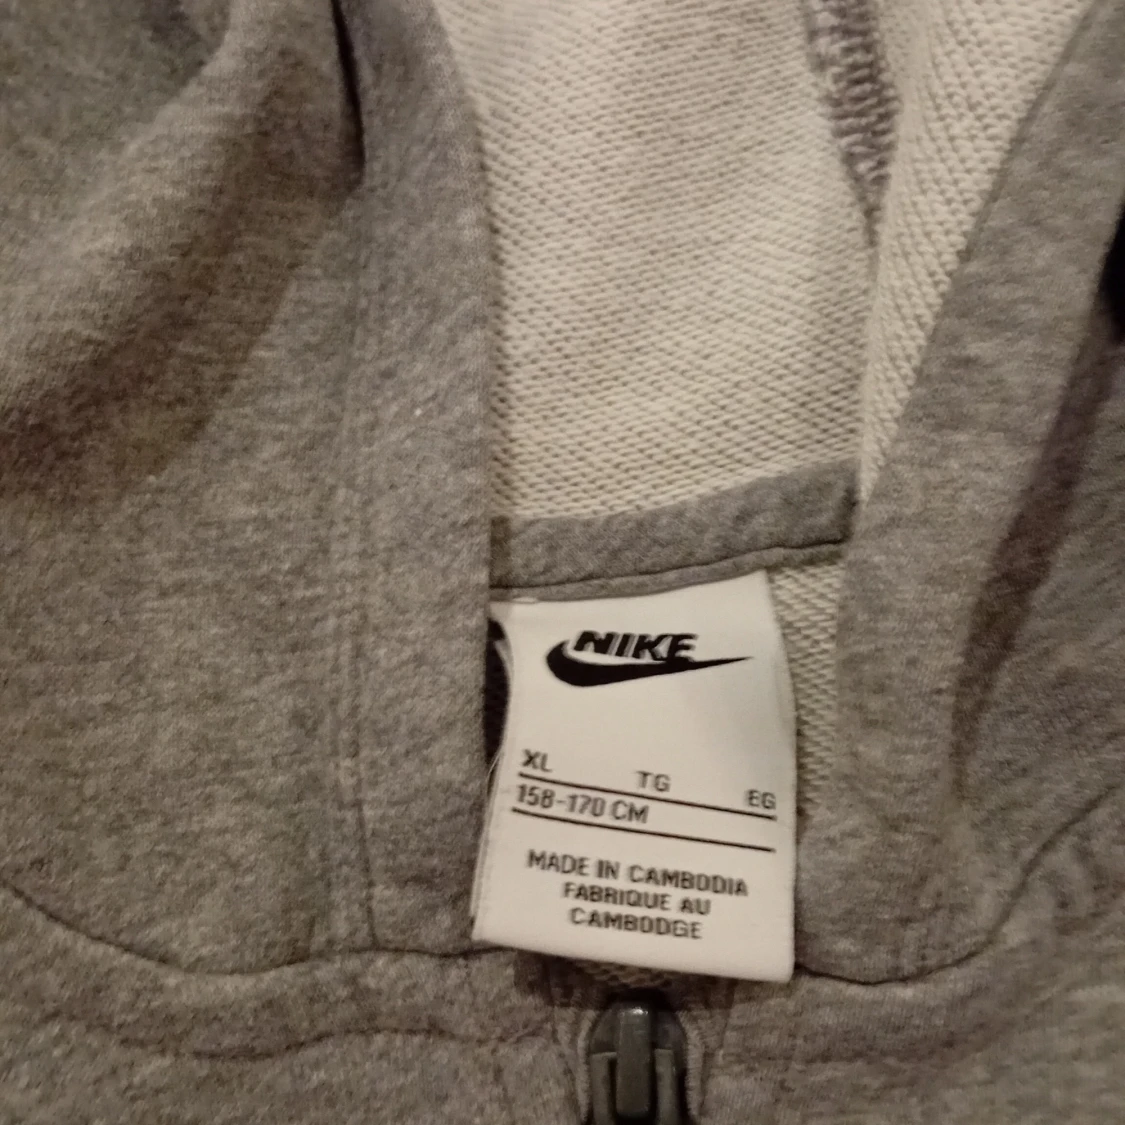 NIKE
XL TG EG
158-170 CM
MADE IN CAMBODIA
FABRIQUE AU
CAMBODGE